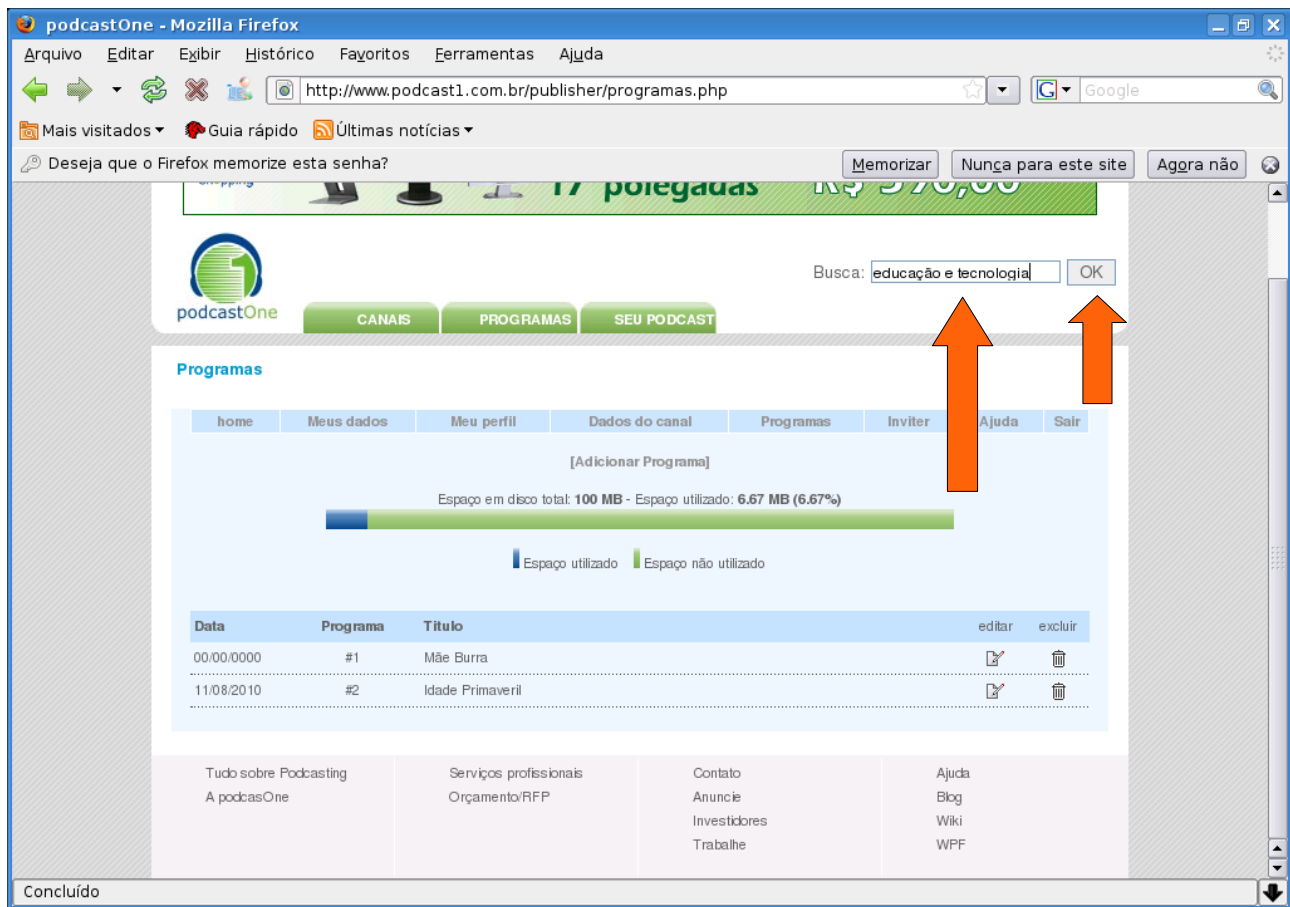 podcastOne - Mozilla Firefox
Arquivo Editar Exibir Histórico Favoritos Ferramentas Ajuda
http://www.podcast1.com.br/publisher/programas.php G Google
Mais visitados Guia rápido Últimas notícias
Deseja que o Firefox memorize esta senha? Memorizar Nunca para este site Agora não
17 polegadas R$ 590,00
1
Busca: educação e tecnologia OK
podcastOne
CANAIS PROGRAMAS SEU PODCAST
Programas
home Meus dados Meu perfil Dados do canal Programas Inviter Ajuda Sair
[Adicionar Programa]
Espaço em disco total: 100 MB - Espaço utilizado: 6.67 MB (6.67%)
Espaço utilizado Espaço não utilizado
Data Programa Título editar excluir
00/00/0000 #1 Mãe Burra
11/08/2010 #2 Idade Primaveril
Tudo sobre Podcasting Serviços profissionais Contato Ajuda
A podcasOne Orçamento/RFP Anuncie Blog
Investidores Wiki
Trabalhe WPF
Concluído